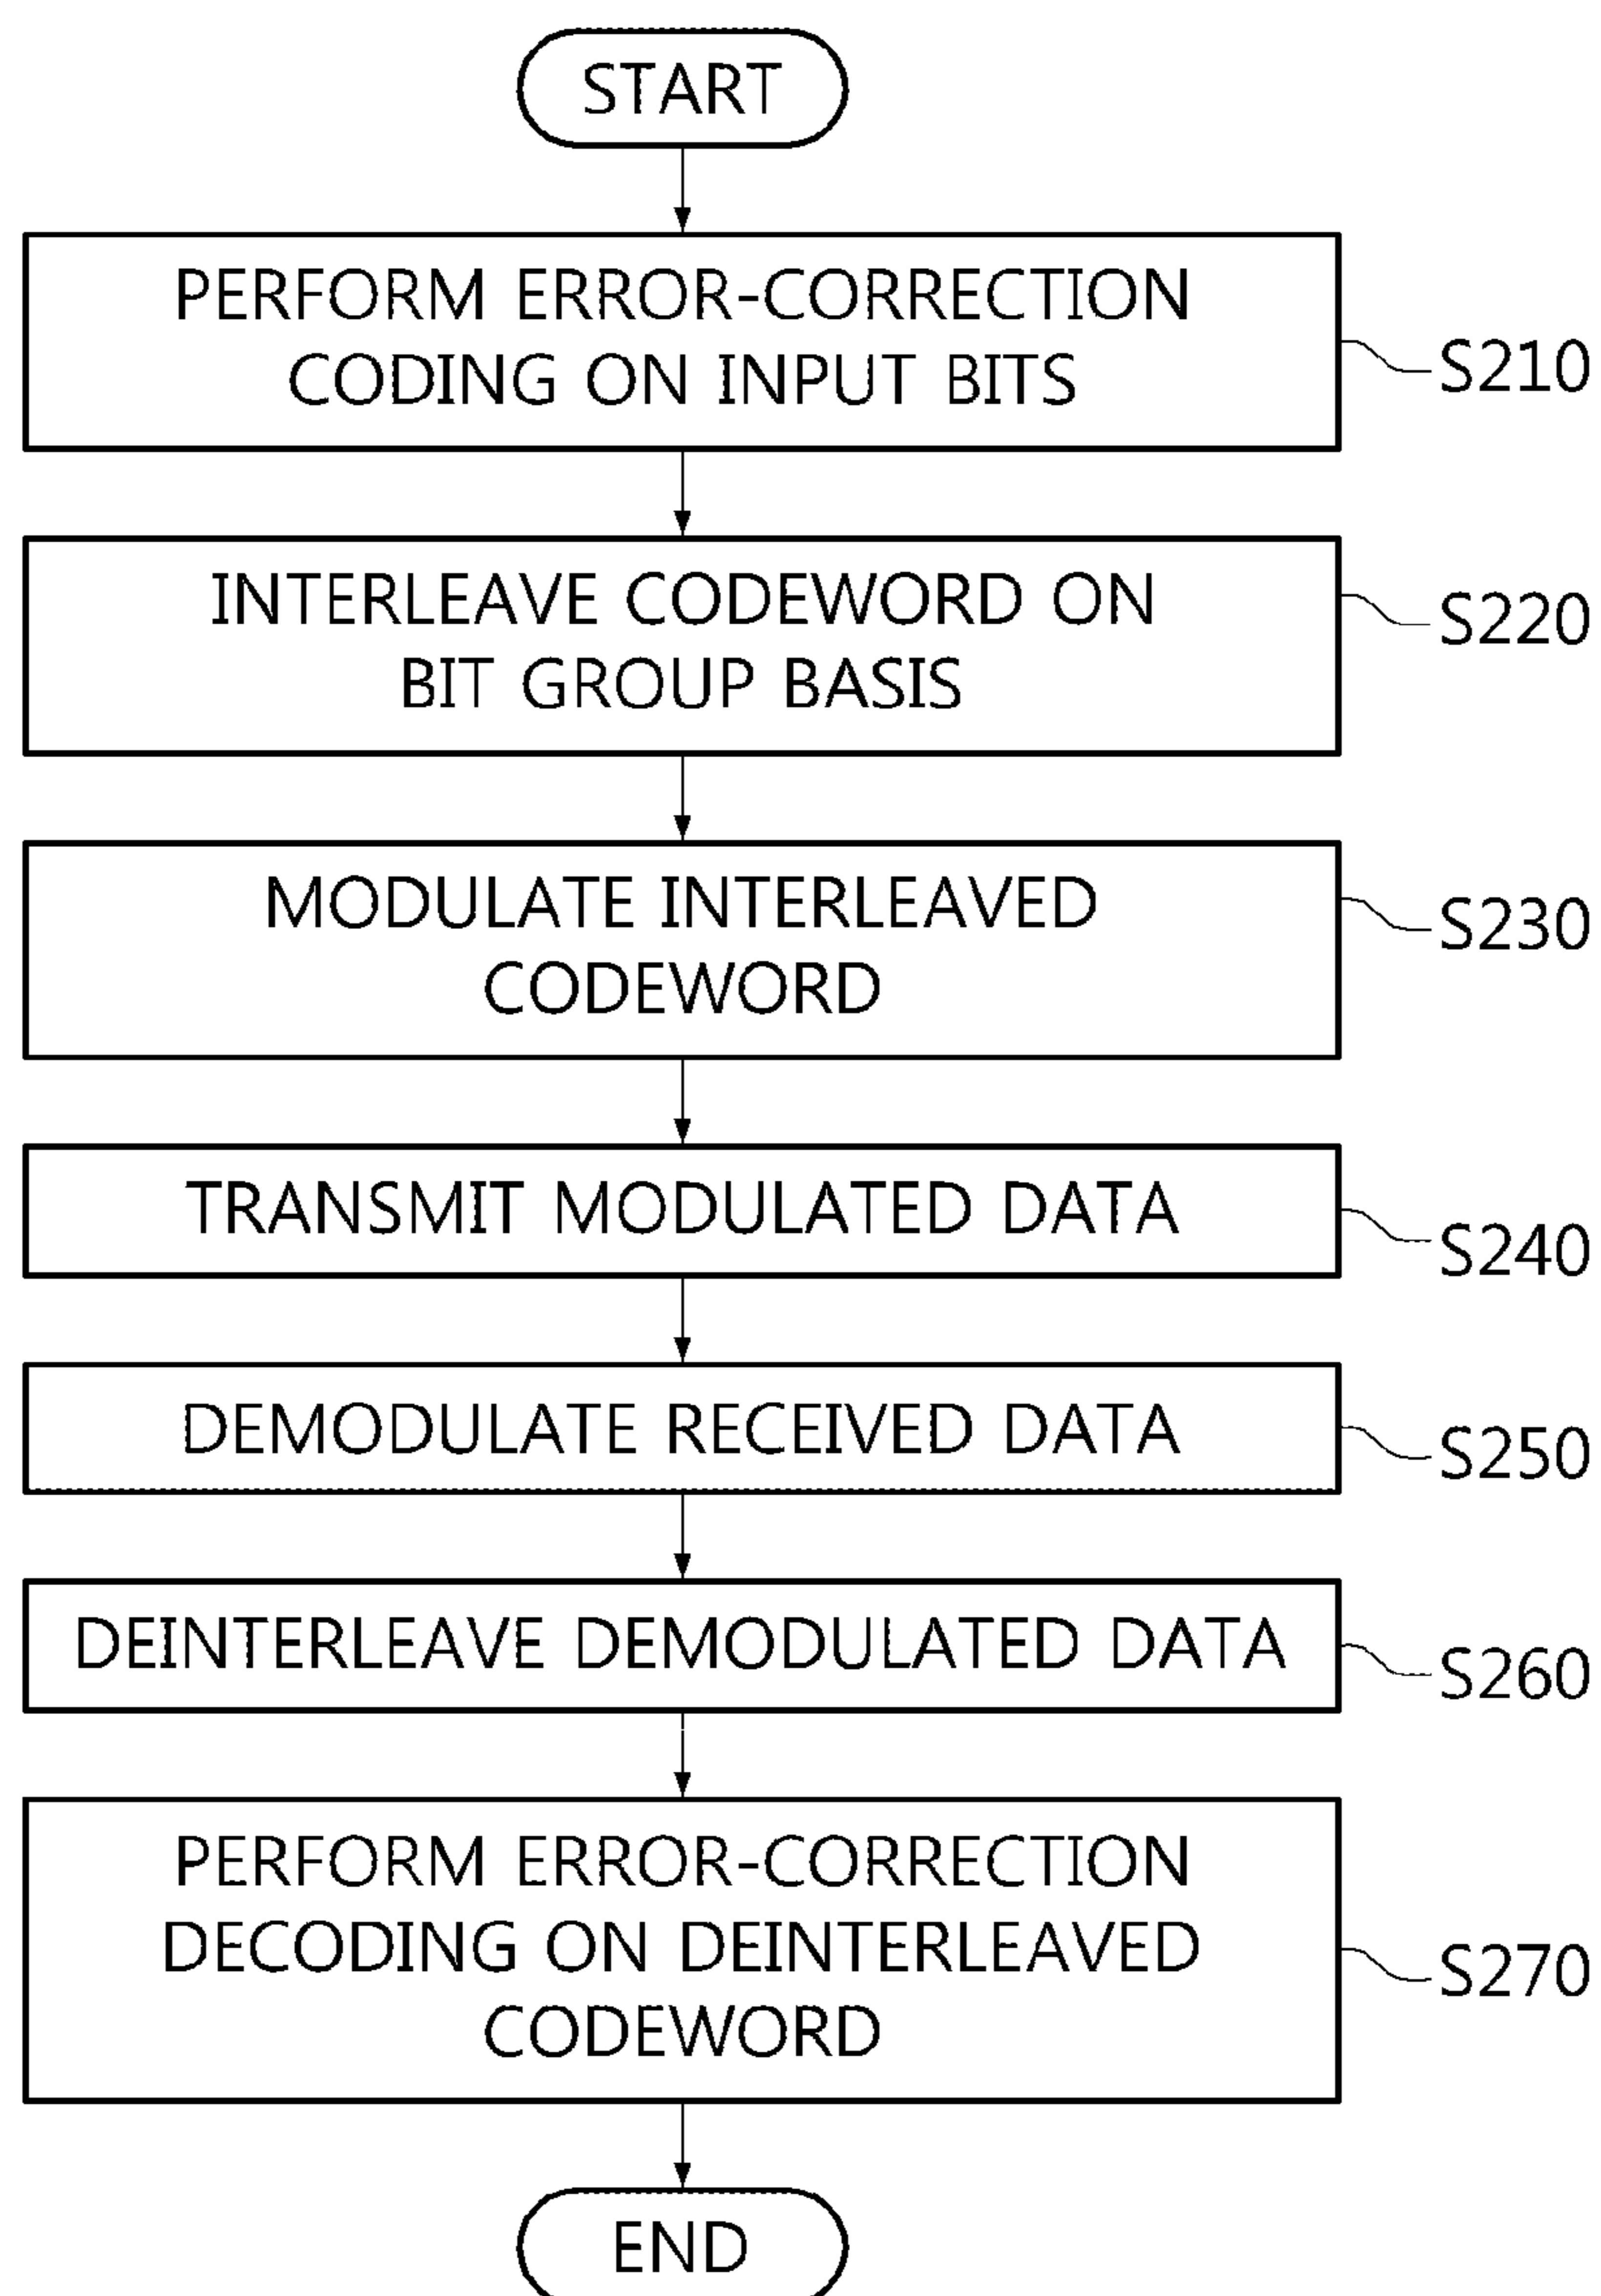 START
PERFORM ERROR-CORRECTION
CODING ON INPUT BITS
S210
INTERLEAVE CODEWORD ON
BIT GROUP BASIS
S220
MODULATE INTERLEAVED
CODEWORD
S230
TRANSMIT MODULATED DATA
S240
DEMODULATE RECEIVED DATA
S250
DEINTERLEAVE DEMODULATED DATA
S260
PERFORM ERROR-CORRECTION
DECODING ON DEINTERLEAVED
CODEWORD
S270
END